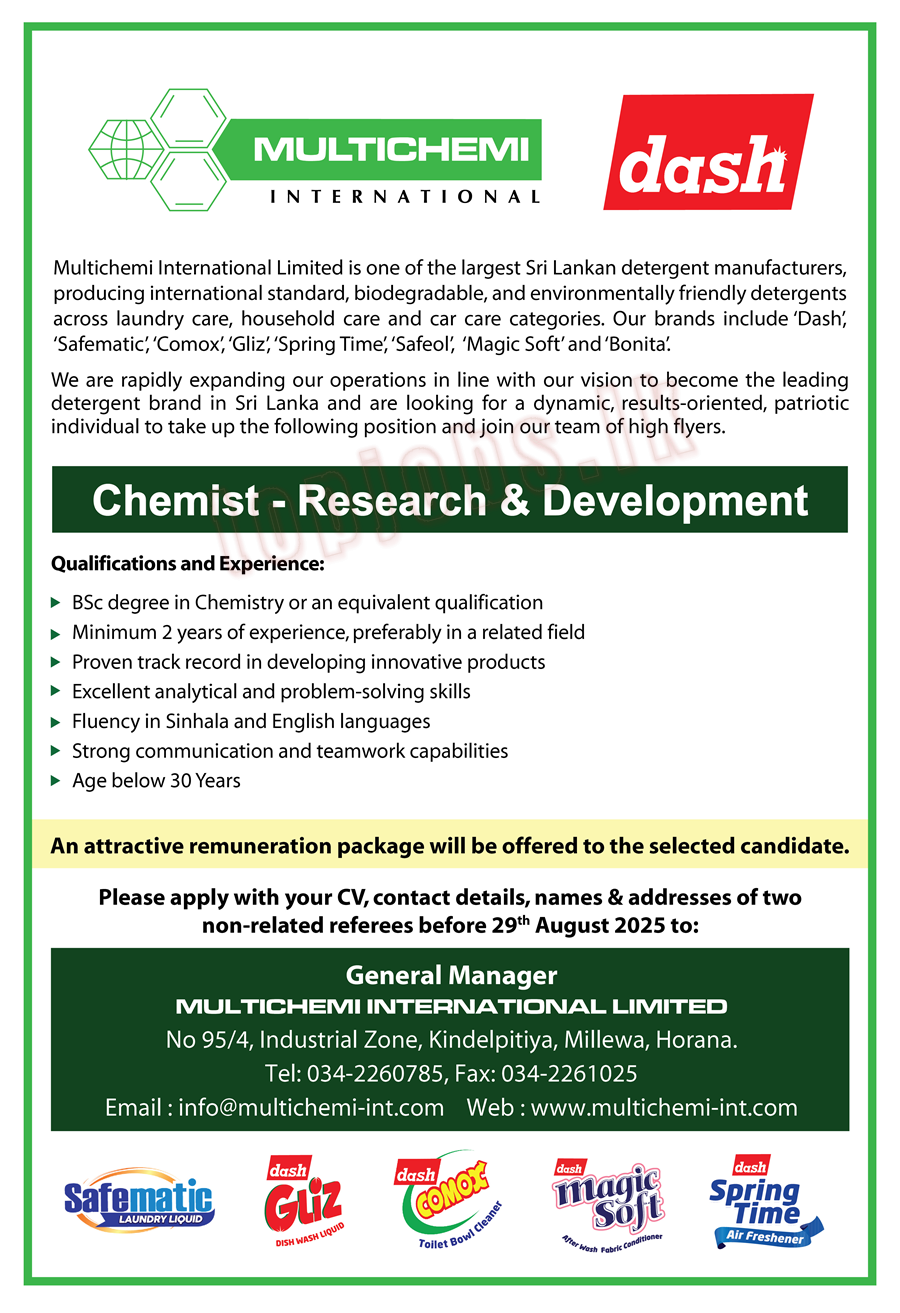 MULTICHEMI
INTERNATIONAL
dash
Multichemi International Limited is one of the largest Sri Lankan detergent manufacturers,
producing international standard, biodegradable, and environmentally friendly detergents
across laundry care, household care and car care categories. Our brands include ‘Dash’,
‘Safematic’, ‘Comox’, ‘Gliz’, ‘Spring Time’, ‘Safeol’, ‘Magic Soft’ and ‘Bonita’.
We are rapidly expanding our operations in line with our vision to become the leading
detergent brand in Sri Lanka and are looking for a dynamic, results-oriented, patriotic
individual to take up the following position and join our team of high flyers.
topjobs.lk
Chemist - Research & Development
Qualifications and Experience:
BSc degree in Chemistry or an equivalent qualification
Minimum 2 years of experience, preferably in a related field
Proven track record in developing innovative products
Excellent analytical and problem-solving skills
Fluency in Sinhala and English languages
Strong communication and teamwork capabilities
Age below 30 Years
An attractive remuneration package will be offered to the selected candidate.
Please apply with your CV, contact details, names & addresses of two
non-related referees before 29th August 2025 to:
General Manager
MULTICHEMI INTERNATIONAL LIMITED
No 95/4, Industrial Zone, Kindelpitiya, Millewa, Horana.
Tel: 034-2260785, Fax: 034-2261025
Email : info@multichemi-int.com Web : www.multichemi-int.com
Safematic
LAUNDRY LIQUID
dash
GLIZ
DISH WASH LIQUID
dash
COMOX
Toilet Bowl Cleaner
dash
magic
Soft
After Wash Fabric Conditioner
dash
Spring
Time
Air Freshener